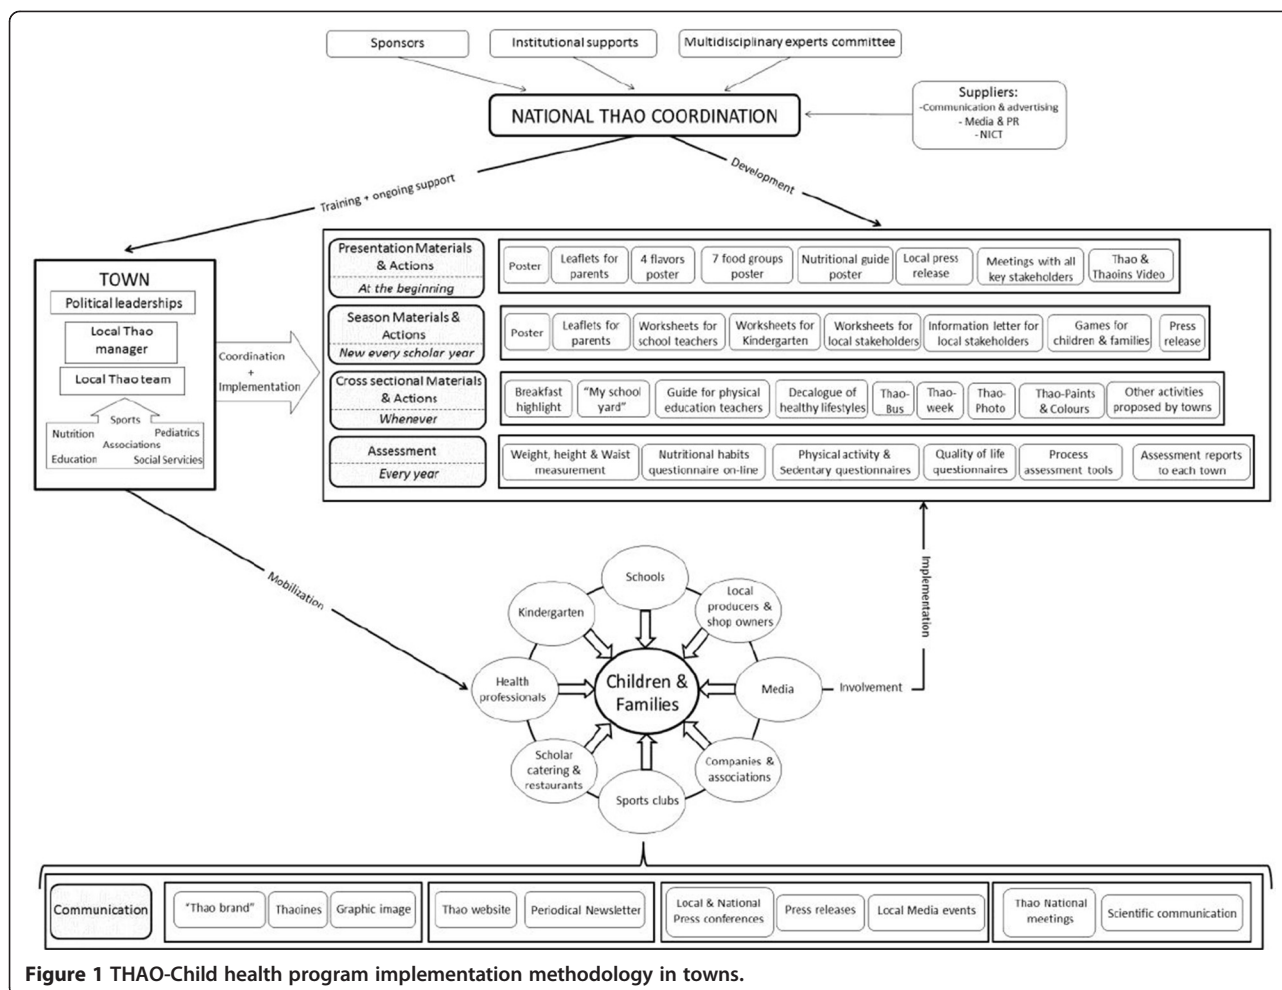 Sponsors
Institutional supports
Multidisciplinary experts committee
NATIONAL THAO COORDINATION
Suppliers:
-Communication & advertising
- Media & PR
- NICT
Training + ongoing support
Development
TOWN
Political leaderships
Local Thao
manager
Local Thao team
Sports
Nutrition
Pediatrics
Associations
Education
Social Servicies
Coordination
+
Implementation
Presentation Materials
& Actions
At the beginning
Poster
Leaflets for
parents
4 flavors
poster
7 food groups
poster
Nutritional guide
poster
Local press
release
Meetings with all
key stakeholders
Thao &
Thaoins Video
Season Materials &
Actions
New every scholar year
Poster
Leaflets for
parents
Worksheets for
school teachers
Worksheets for
Kindergarten
Worksheets for
local stakeholders
Information letter for
local stakeholders
Games for
children & families
Press
release
Cross sectional Materials
& Actions
Whenever
Breakfast
highlight
"My school
yard"
Guide for physical
education teachers
Decalogue of
healthy lifestyles
Thao-
Bus
Thao-
week
Thao-
Photo
Thao-Paints
& Colours
Other activities
proposed by towns
Assessment
Every year
Weight, height & Waist
measurement
Nutritional habits
questionnaire on-line
Physical activity &
Sedentary questionnaires
Quality of life
questionnaires
Process
assessment tools
Assessment reports
to each town
Mobilization
Implementation
Involvement
Schools
Local
producers &
shop owners
Kindergarten
Health
professionals
Children &
Families
Media
Scholar
catering &
restaurants
Companies &
associations
Sports clubs
Communication
"Thao brand"
Thaoines
Graphic image
Thao website
Periodical Newsletter
Local & National
Press conferences
Press releases
Local Media events
Thao National
meetings
Scientific communication
Figure 1 THAO-Child health program implementation methodology in towns.